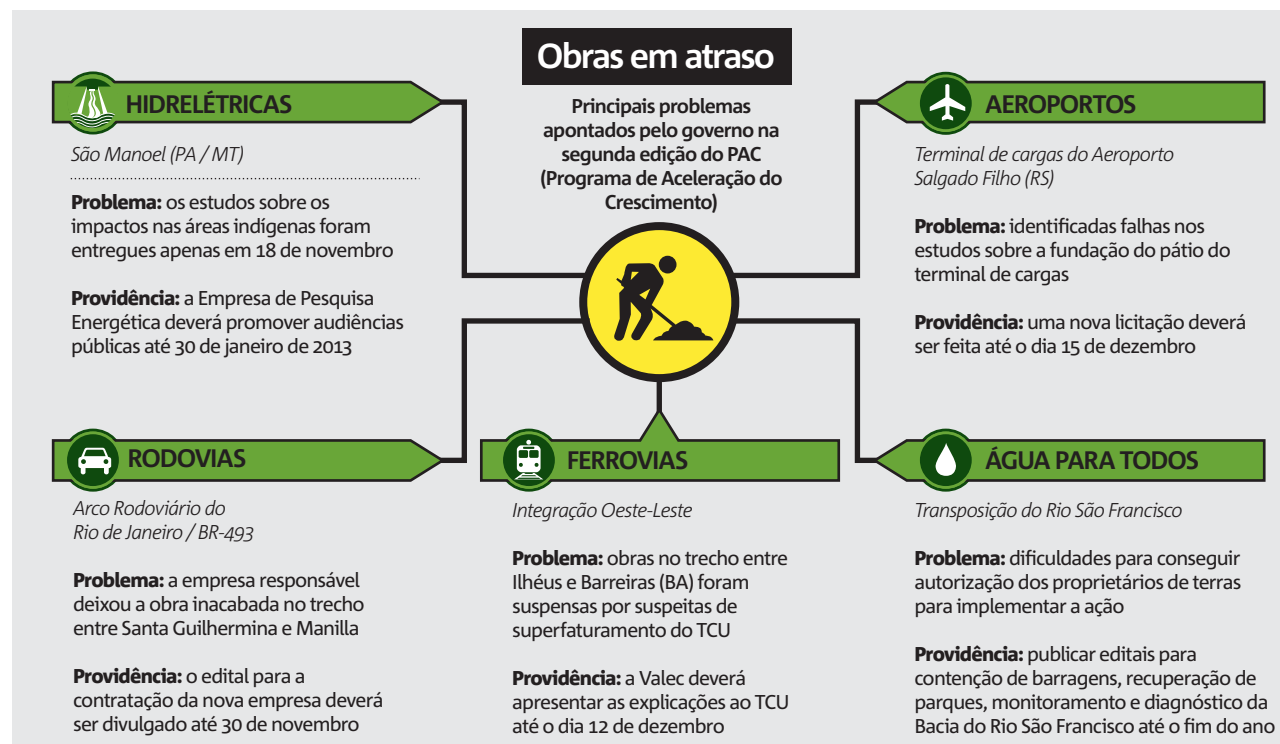 Obras em atraso
Principais problemas
apontados pelo governo na
segunda edição do PAC
(Programa de Aceleração do
Crescimento)
HIDRELÉTRICAS
São Manoel (PA / MT)
Problema: os estudos sobre os
impactos nas áreas indígenas foram
entregues apenas em 18 de novembro
Providência: a Empresa de Pesquisa
Energética deverá promover audiências
públicas até 30 de janeiro de 2013
AEROPORTOS
Terminal de cargas do Aeroporto
Salgado Filho (RS)
Problema: identificadas falhas nos
estudos sobre a fundação do pátio do
terminal de cargas
Providência: uma nova licitação deverá
ser feita até o dia 15 de dezembro
RODOVIAS
Arco Rodoviário do
Rio de Janeiro / BR-493
Problema: a empresa responsável
deixou a obra inacabada no trecho
entre Santa Guilhermina e Manilla
Providência: o edital para a
contratação da nova empresa deverá
ser divulgado até 30 de novembro
FERROVIAS
Integração Oeste-Leste
Problema: obras no trecho entre
Ilhéus e Barreiras (BA) foram
suspensas por suspeitas de
superfaturamento do TCU
Providência: a Valec deverá
apresentar as explicações ao TCU
até o dia 12 de dezembro
ÁGUA PARA TODOS
Transposição do Rio São Francisco
Problema: dificuldades para conseguir
autorização dos proprietários de terras
para implementar a ação
Providência: publicar editais para
contenção de barragens, recuperação de
parques, monitoramento e diagnóstico da
Bacia do Rio São Francisco até o fim do ano